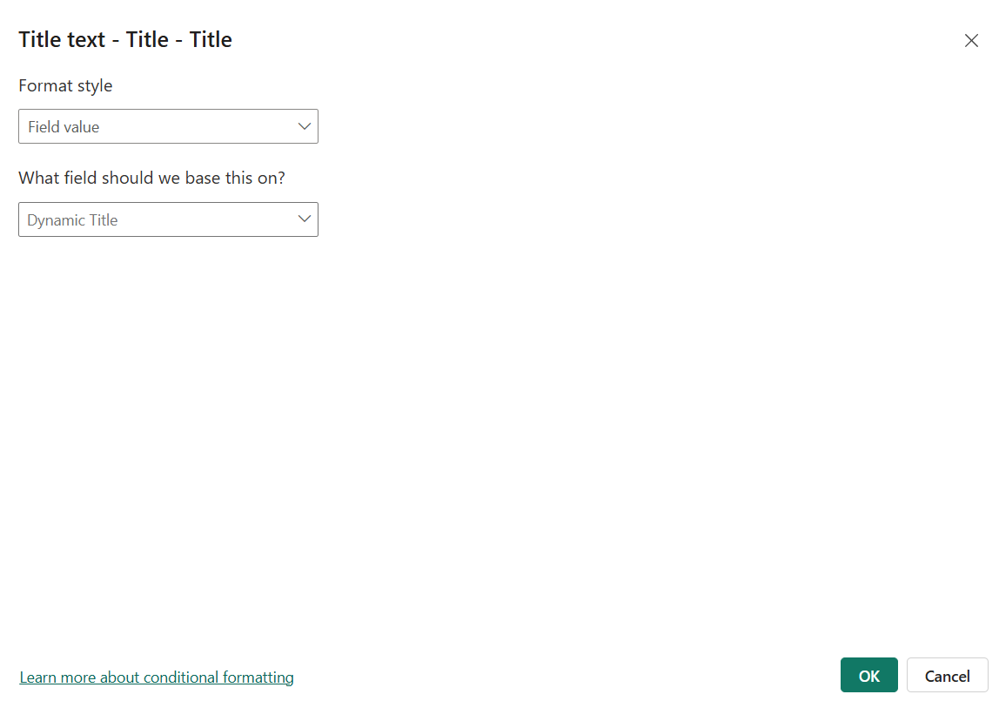 Title text - Title - Title
Format style
Field value
What field should we base this on?
Dynamic Title
Learn more about conditional formatting
OK
Cancel